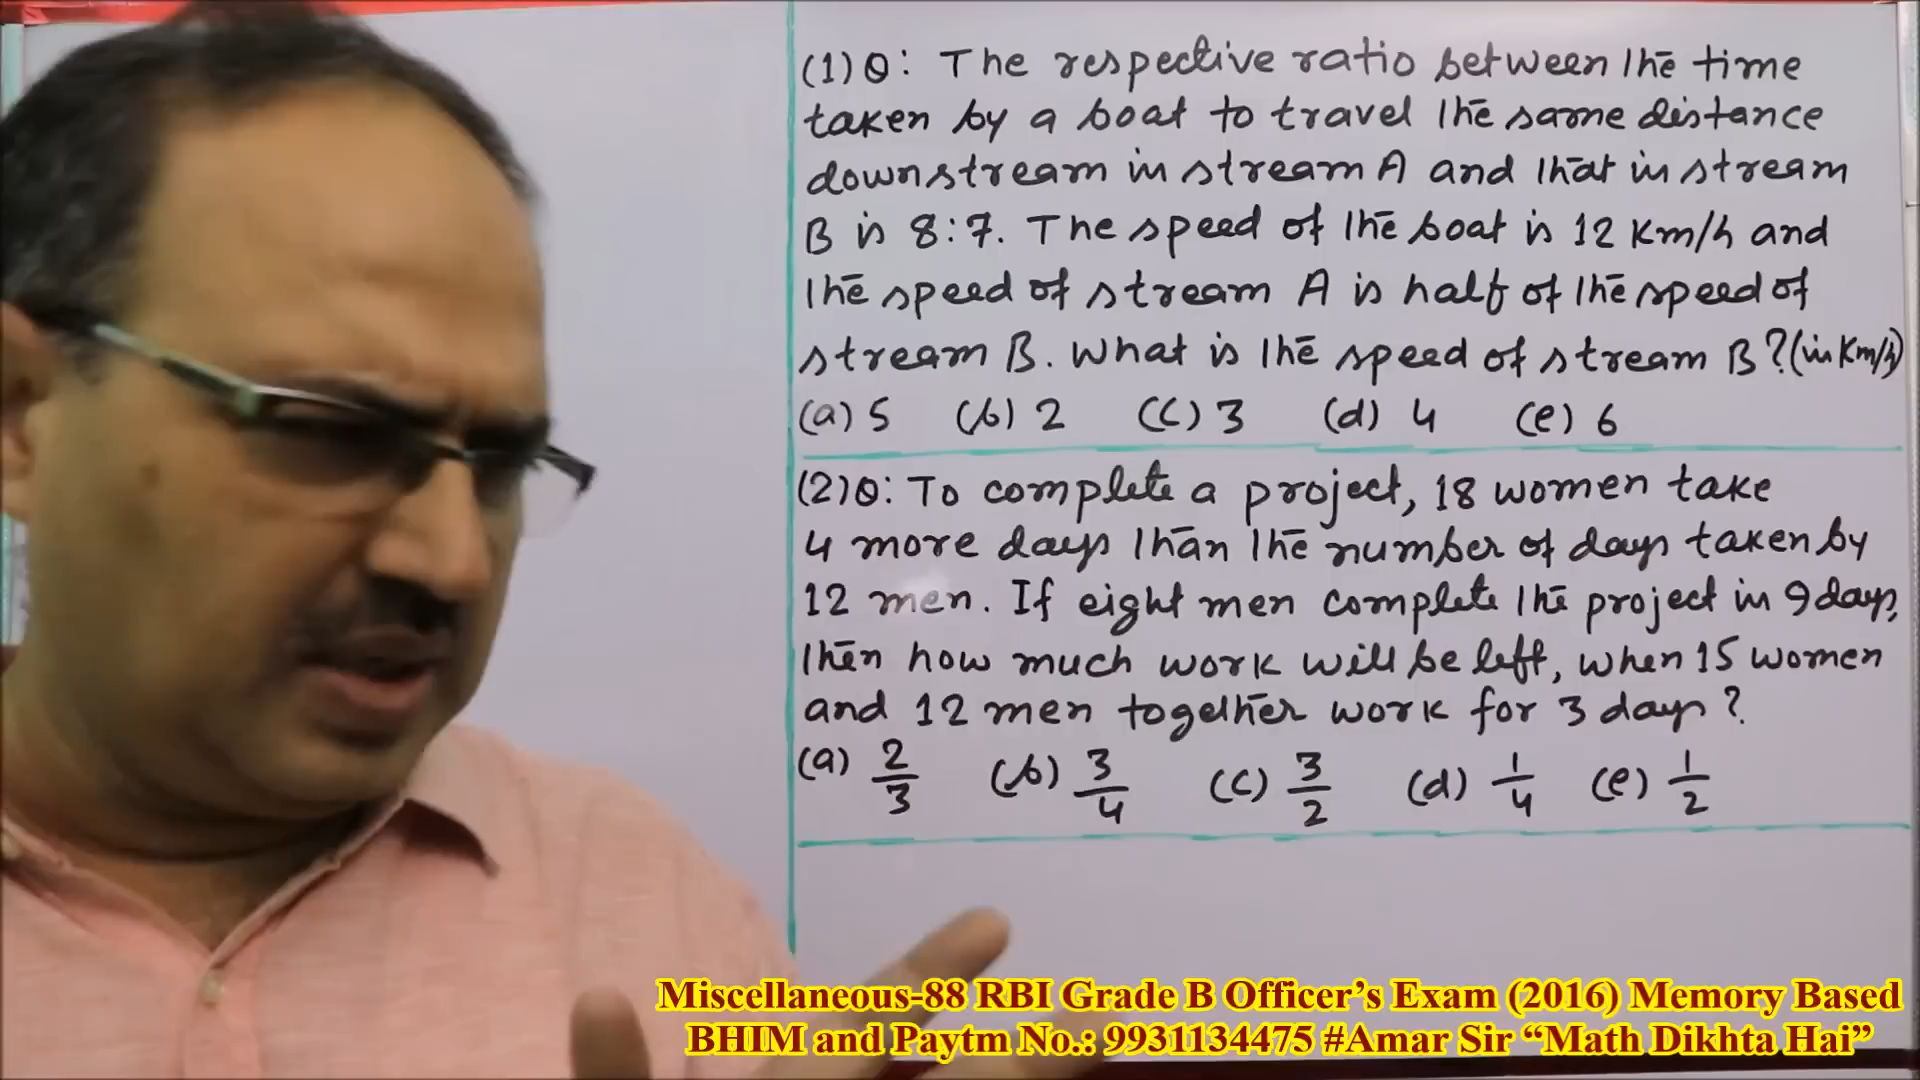 (1) Q: The respective ratio between the time
taken by a boat to travel the same distance
downstream in stream A and that in stream
B is 8:7. The speed of the boat is 12 Km/h and
the speed of stream A is half of the speed of
stream B. What is the speed of stream B? (in Km/h)
(a) 5 (b) 2 (c) 3 (d) 4 (e) 6
(2) Q: To complete a project, 18 women take
4 more days than the number of days taken by
12 men. If eight men complete the project in 9 days,
then how much work will be left, when 15 women
and 12 men together work for 3 days?
(a) 2/3 (b) 3/4 (c) 3/2 (d) 1/4 (e) 1/2
Miscellaneous-88 RBI Grade B Officer's Exam (2016) Memory Based
BHIM and Paytm No.: 9931134475 #Amar Sir "Math Dikhta Hai"